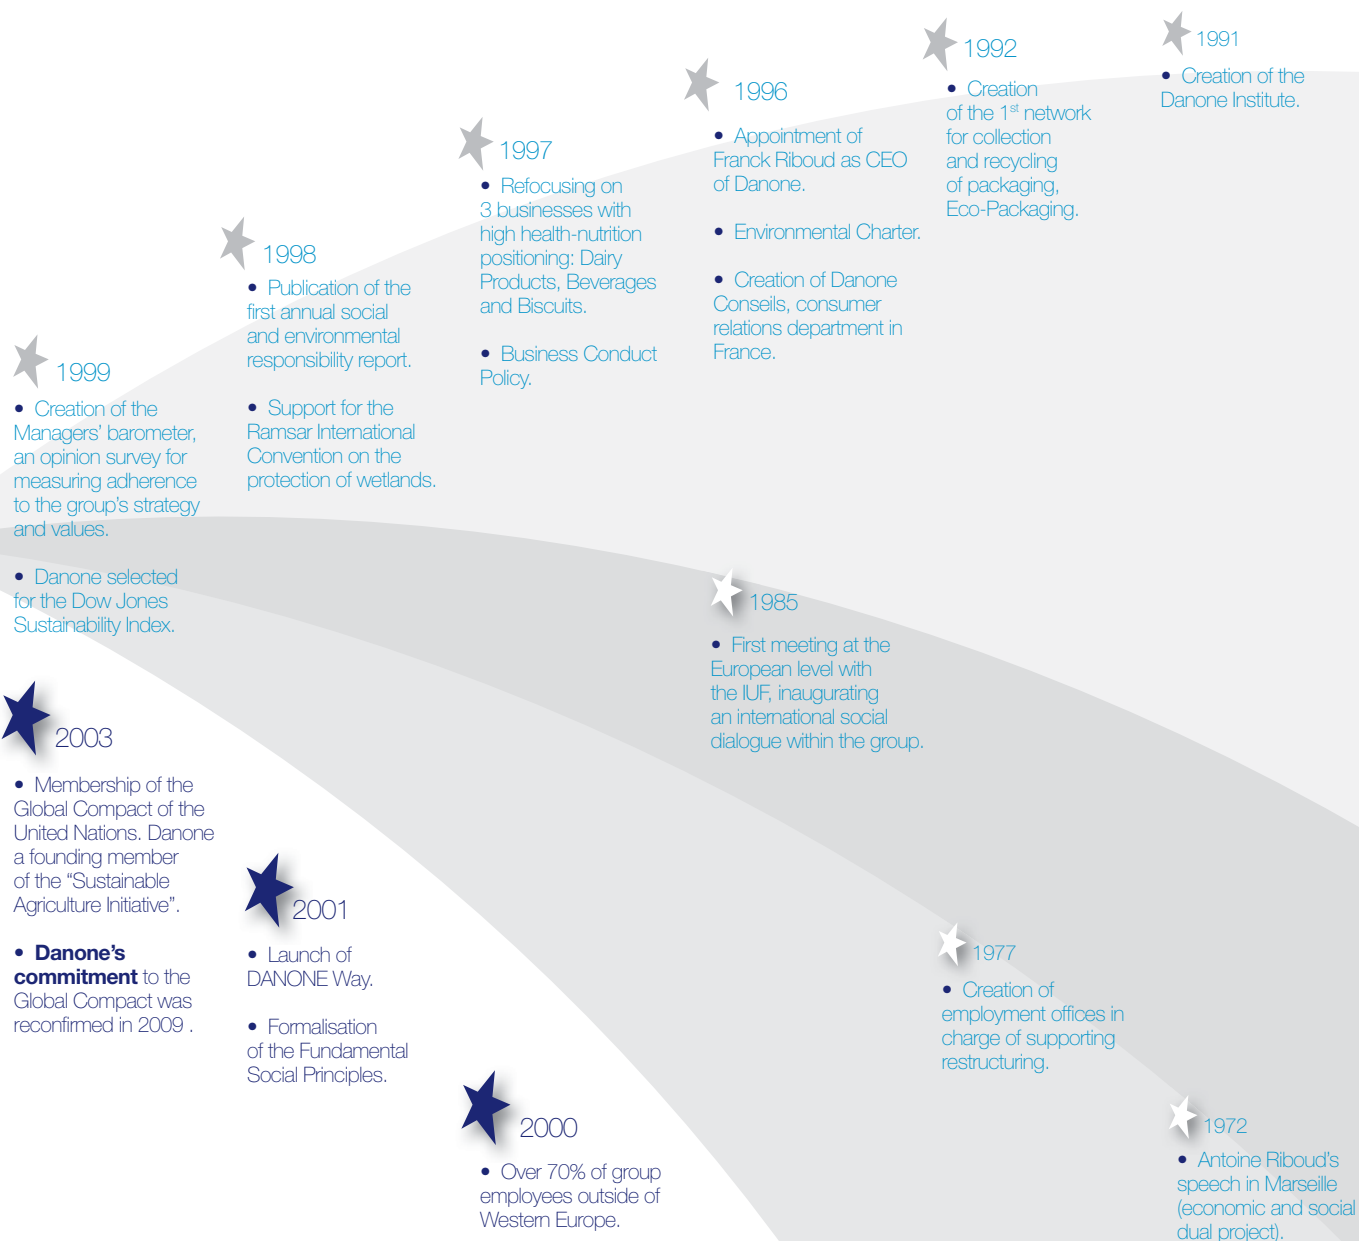 1991
• Creation of the
Danone Institute.
1992
• Creation
of the 1st network
for collection
and recycling
of packaging,
Eco-Packaging.
1996
• Appointment of
Franck Riboud as CEO
of Danone.
• Environmental Charter.
• Creation of Danone
Conseils, consumer
relations department in
France.
1997
• Refocusing on
3 businesses with
high health-nutrition
positioning: Dairy
Products, Beverages
and Biscuits.
• Business Conduct
Policy.
1998
• Publication of the
first annual social
and environmental
responsibility report.
• Support for the
Ramsar International
Convention on the
protection of wetlands.
1999
• Creation of the
Managers’ barometer,
an opinion survey for
measuring adherence
to the group’s strategy
and values.
• Danone selected
for the Dow Jones
Sustainability Index.
1985
• First meeting at the
European level with
the IUF, inaugurating
an international social
dialogue within the group.
1977
• Creation of
employment offices in
charge of supporting
restructuring.
1972
• Antoine Riboud’s
speech in Marseille
(economic and social
dual project).
2003
• Membership of the
Global Compact of the
United Nations. Danone
a founding member
of the “Sustainable
Agriculture Initiative”.
• Danone’s
commitment to the
Global Compact was
reconfirmed in 2009 .
2001
• Launch of
DANONE Way.
• Formalisation
of the Fundamental
Social Principles.
2000
• Over 70% of group
employees outside of
Western Europe.